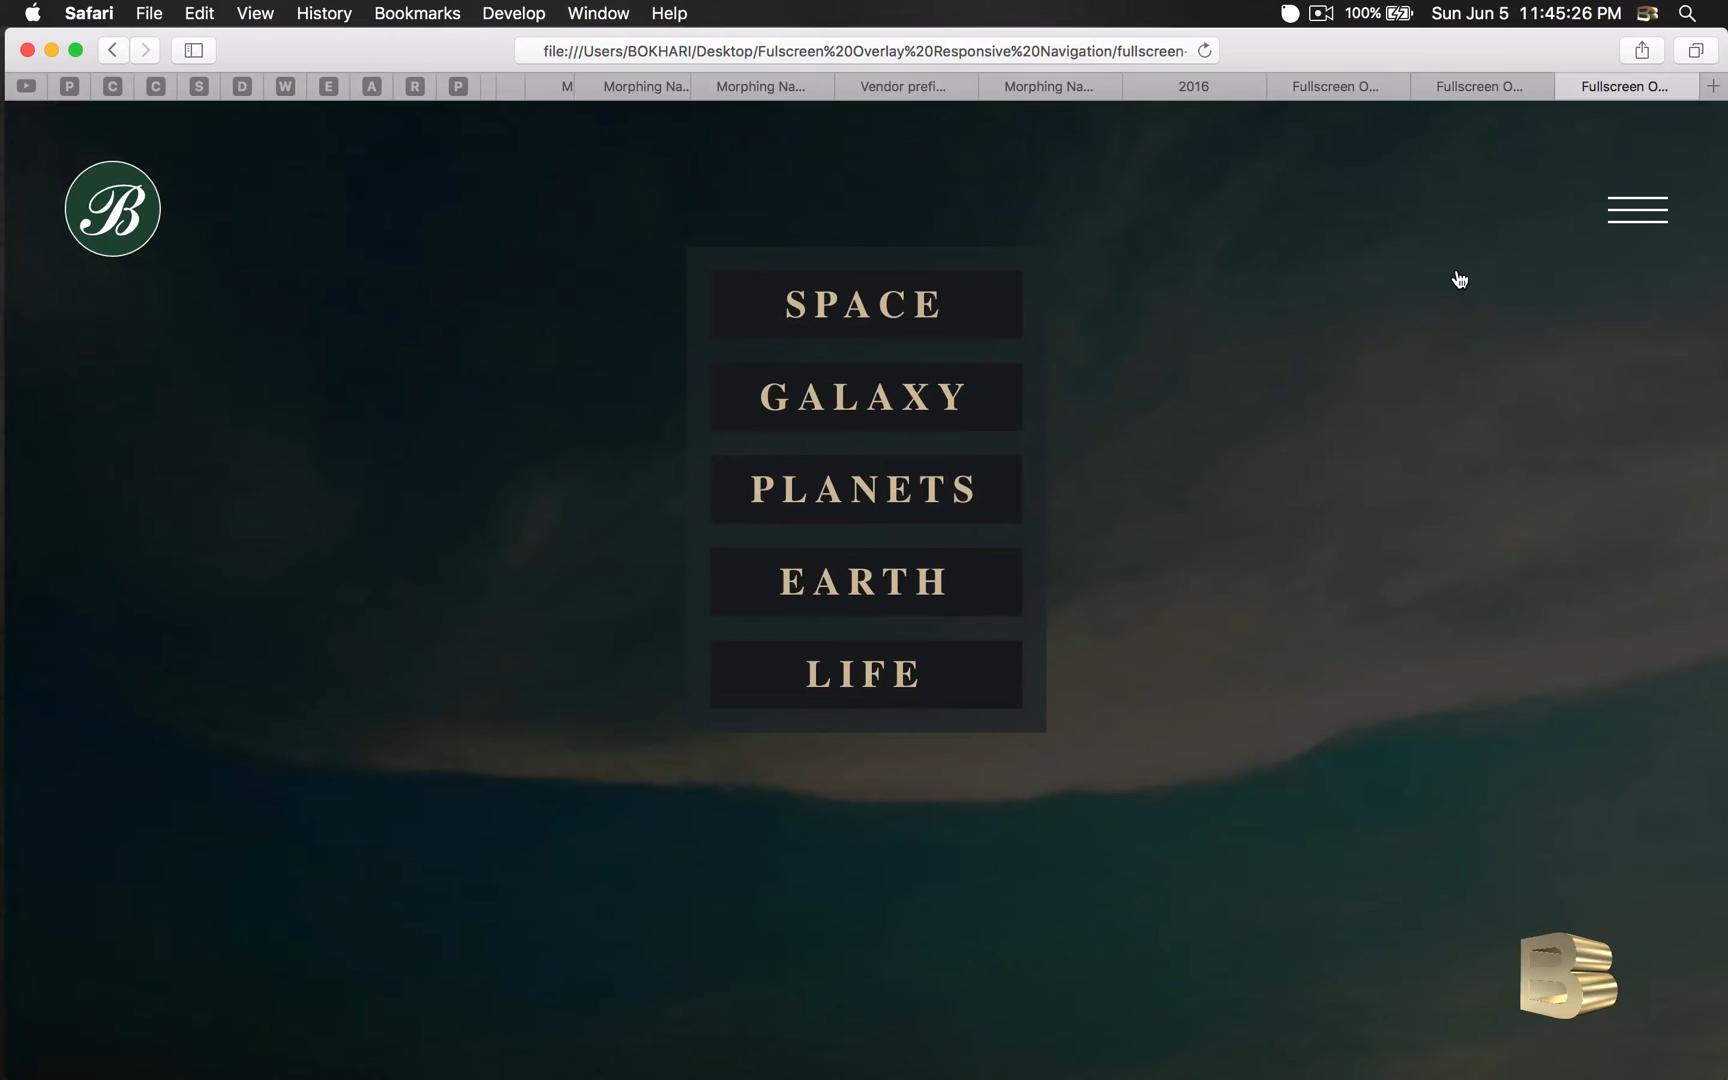 Safari File Edit View History Bookmarks Develop Window Help 100% Sun Jun 5 11:45:26 PM
file:///Users/BOKHARI/Desktop/Fulscreen%20Overlay%20Responsive%20Navigation/fullscreen-
P C C S D W E A R P M Morphing Na... Morphing Na... Vendor prefi... Morphing Na... 2016 Fullscreen O... Fullscreen O... Fullscreen O...
B
SPACE
GALAXY
PLANETS
EARTH
LIFE
B